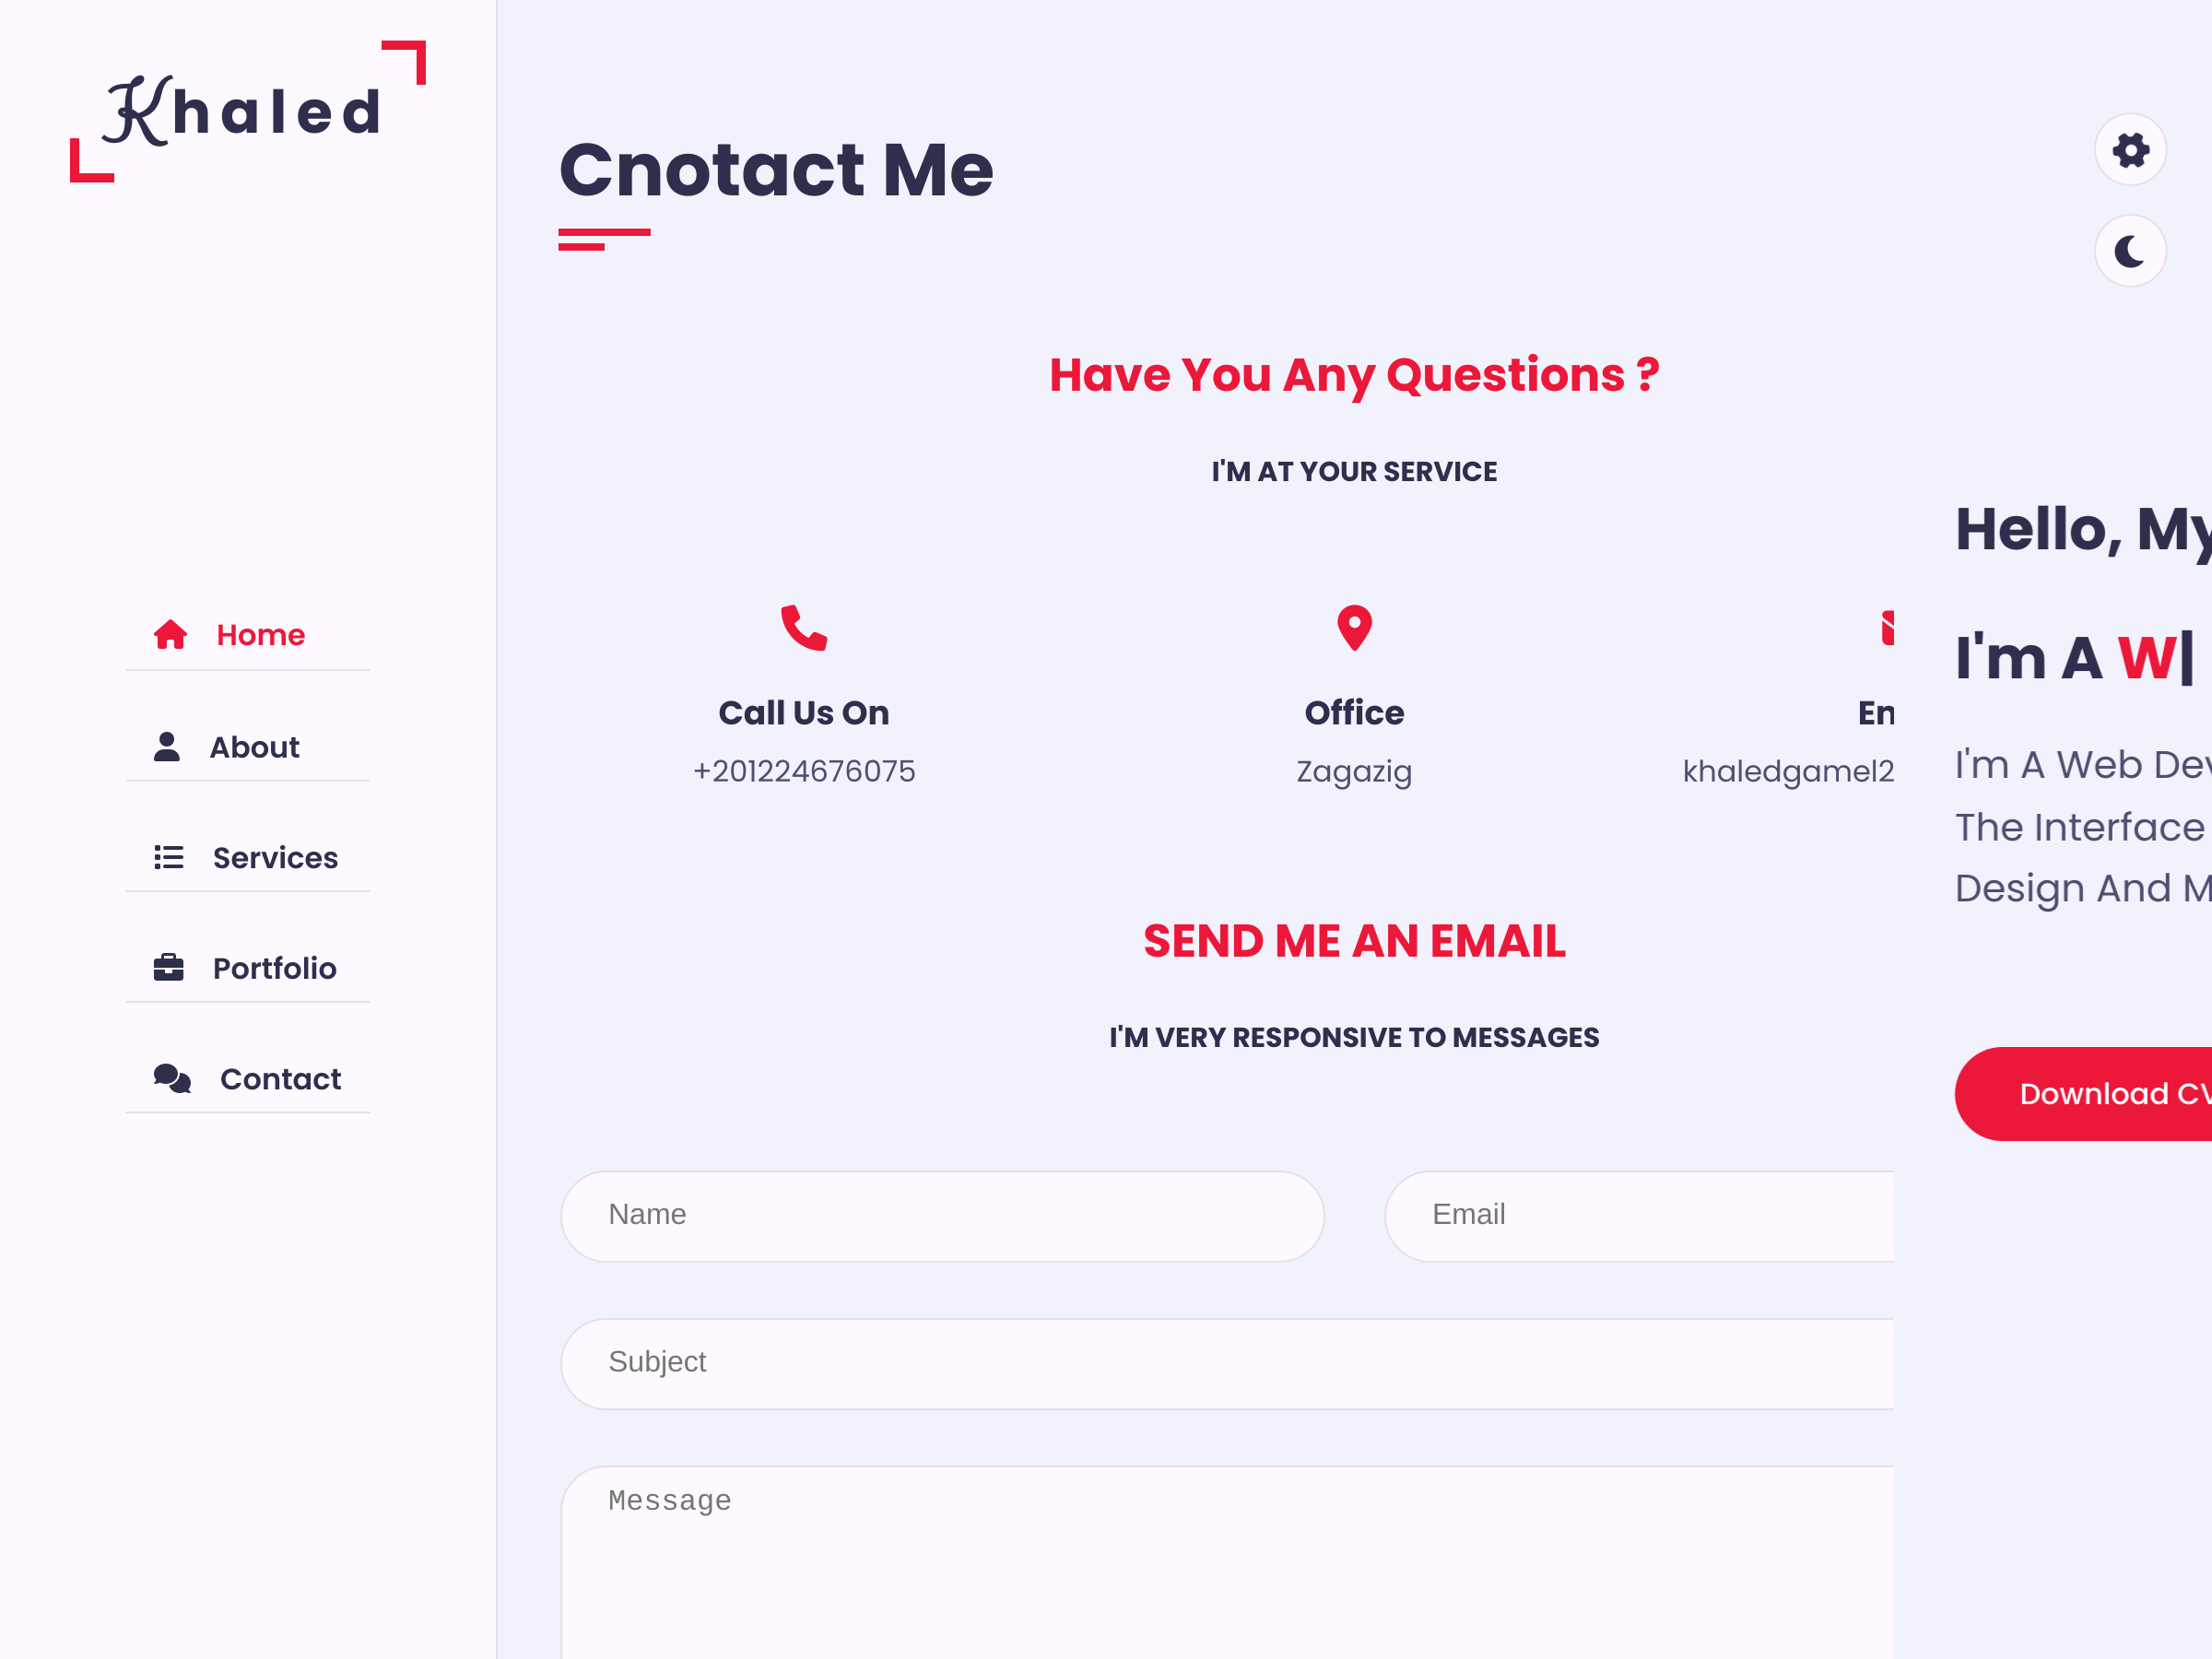 Khaled
Home
About
Services
Portfolio
Contact
Cnotact Me
Have You Any Questions ?
I'M AT YOUR SERVICE
Call Us On
+201224676075
Office
Zagazig
En
khaledgamel2
SEND ME AN EMAIL
I'M VERY RESPONSIVE TO MESSAGES
Name
Email
Subject
Message
Hello, My
I'm A W|
I'm A Web Dev
The Interface
Design And M
Download CV